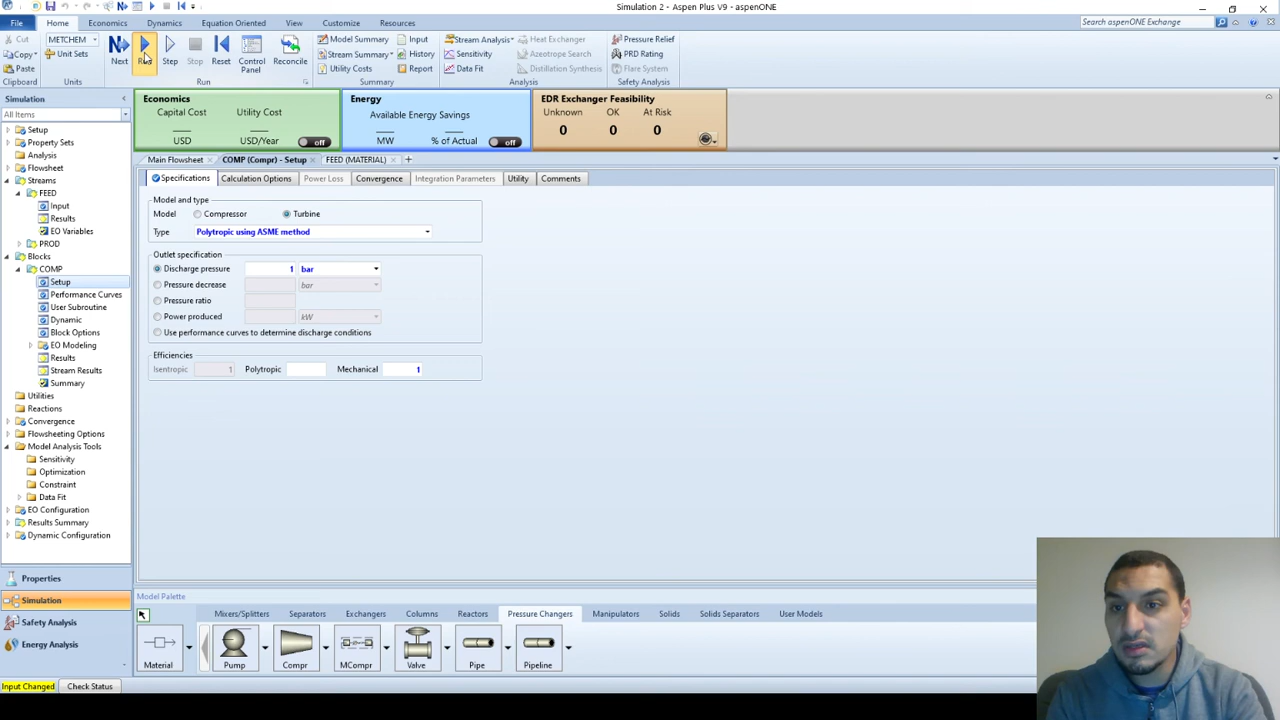 Simulation 2 - Aspen Plus V9 - aspenONE
File Home Economics Dynamics Equation Oriented View Customize Resources Search aspenONE Exchange
Cut METCHEM Model Summary Input Stream Analysis Heat Exchanger Pressure Relief
Copy Unit Sets Next Run Step Stop Reset Control Panel Reconcile Stream Summary History Sensitivity Azeotrope Search PRD Rating
Paste Utility Costs Report Data Fit Distillation Synthesis Flare System
Clipboard Units Run Summary Analysis Safety Analysis
Simulation
All Items
Economics
Capital Cost Utility Cost
USD USD/Year off
Energy
Available Energy Savings
MW % of Actual off
EDR Exchanger Feasibility
Unknown OK At Risk
0 0 0
Main Flowsheet COMP (Compr) - Setup FEED (MATERIAL) +
Setup
Property Sets
Analysis
Flowsheet
Streams
FEED
Input
Results
EO Variables
PROD
Blocks
COMP
Setup
Performance Curves
User Subroutine
Dynamic
Block Options
EO Modeling
Results
Stream Results
Summary
Utilities
Reactions
Convergence
Flowsheeting Options
Model Analysis Tools
Sensitivity
Optimization
Constraint
Data Fit
EO Configuration
Results Summary
Dynamic Configuration
Properties
Simulation
Safety Analysis
Energy Analysis
Specifications Calculation Options Power Loss Convergence Integration Parameters Utility Comments
Model and type
Model Compressor Turbine
Type Polytropic using ASME method
Outlet specification
Discharge pressure 1 bar
Pressure decrease bar
Pressure ratio
Power produced kW
Use performance curves to determine discharge conditions
Efficiencies
Isentropic 1 Polytropic Mechanical 1
Model Palette
Mixers/Splitters Separators Exchangers Columns Reactors Pressure Changers Manipulators Solids Solids Separators User Models
Material Pump Compr MCompr Valve Pipe Pipeline
Input Changed Check Status